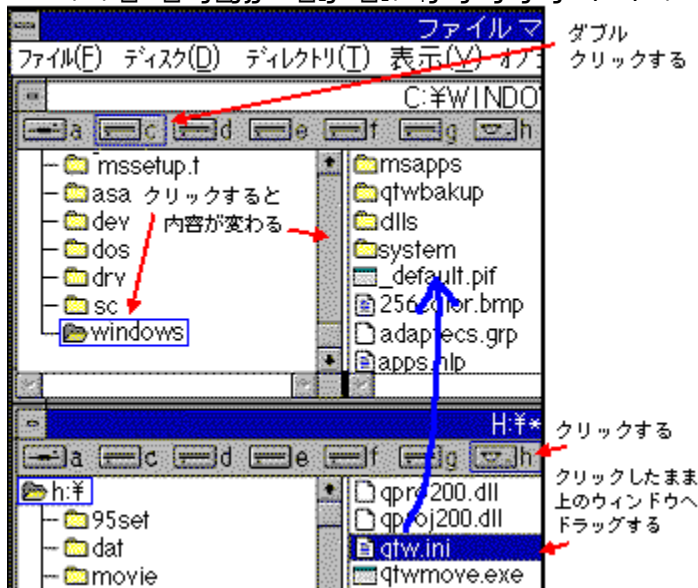 ファイル マ
ファイル(F) ディスク(D) ディレクトリ(T) 表示(V)
ダブル
クリックする
C:¥WINDO
a c d e f g h
mssetup.t
asa
dev
dos
drv
sc
windows
クリックすると
内容が変わる
msapps
qtwbakup
dlls
system
_default.pif
256color.bmp
adaptecs.grp
apps.hlp
H:¥*
a c d e f g h
クリックする
h:¥
95set
dat
movie
qpro200.dll
qproj200.dll
qtw.ini
qtwmove.exe
クリックしたまま
上のウィンドウへ
ドラッグする